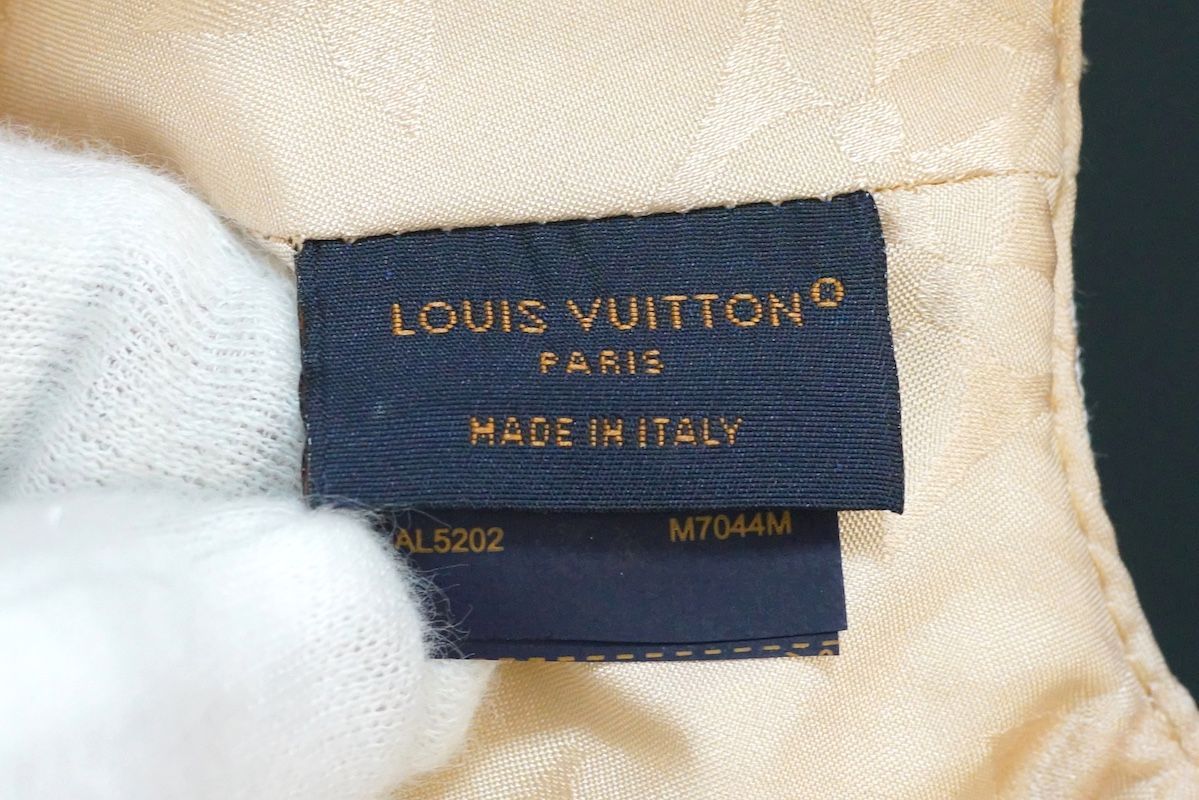 LOUIS VUITTON®
PARIS
MADE IN ITALY
AL5202 M7044M